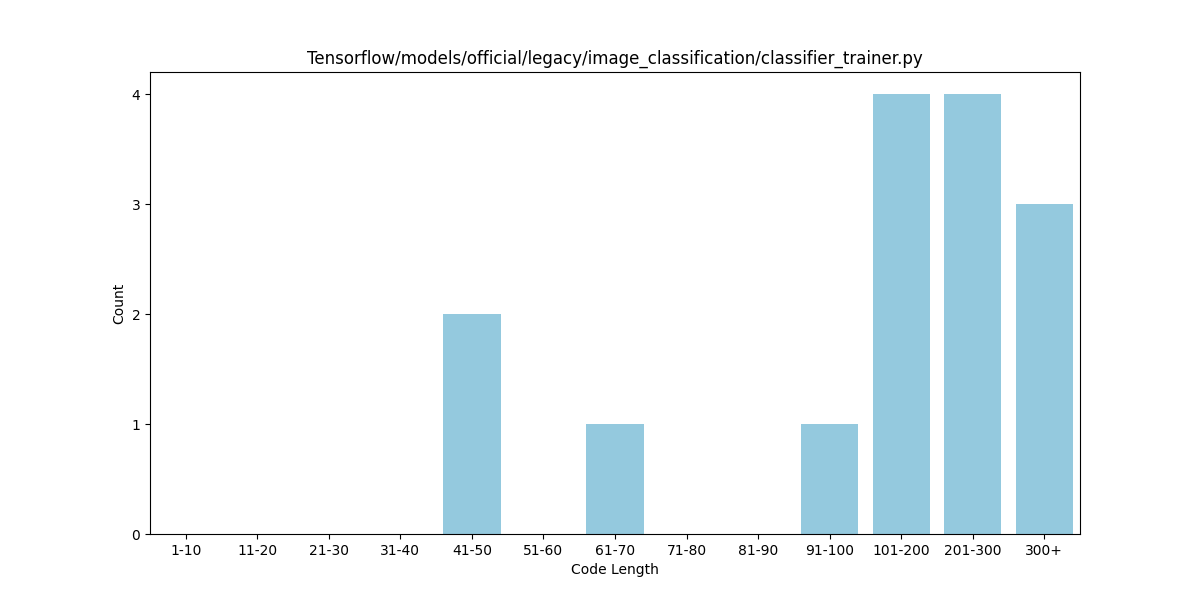 Tensorflow/models/official/legacy/image_classification/classifier_trainer.py
4
3
2
1
0
Count
1-10 11-20 21-30 31-40 41-50 51-60 61-70 71-80 81-90 91-100 101-200 201-300 300+
Code Length